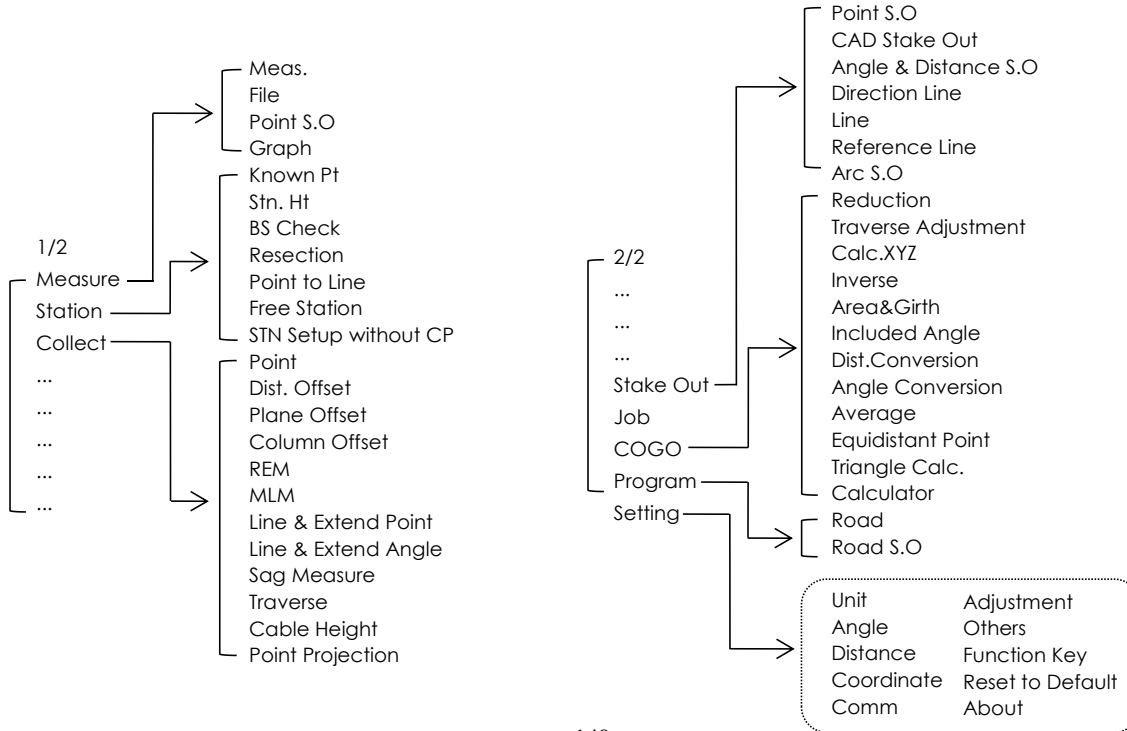 1/2
Measure
Station
Collect
...
...
...
...
...
Meas.
File
Point S.O
Graph
Known Pt
Stn. Ht
BS Check
Resection
Point to Line
Free Station
STN Setup without CP
Point
Dist. Offset
Plane Offset
Column Offset
REM
MLM
Line & Extend Point
Line & Extend Angle
Sag Measure
Traverse
Cable Height
Point Projection
2/2
...
...
...
Stake Out
Job
COGO
Program
Setting
Point S.O
CAD Stake Out
Angle & Distance S.O
Direction Line
Line
Reference Line
Arc S.O
Reduction
Traverse Adjustment
Calc.XYZ
Inverse
Area&Girth
Included Angle
Dist.Conversion
Angle Conversion
Average
Equidistant Point
Triangle Calc.
Calculator
Road
Road S.O
Unit
Angle
Distance
Coordinate
Comm
Adjustment
Others
Function Key
Reset to Default
About